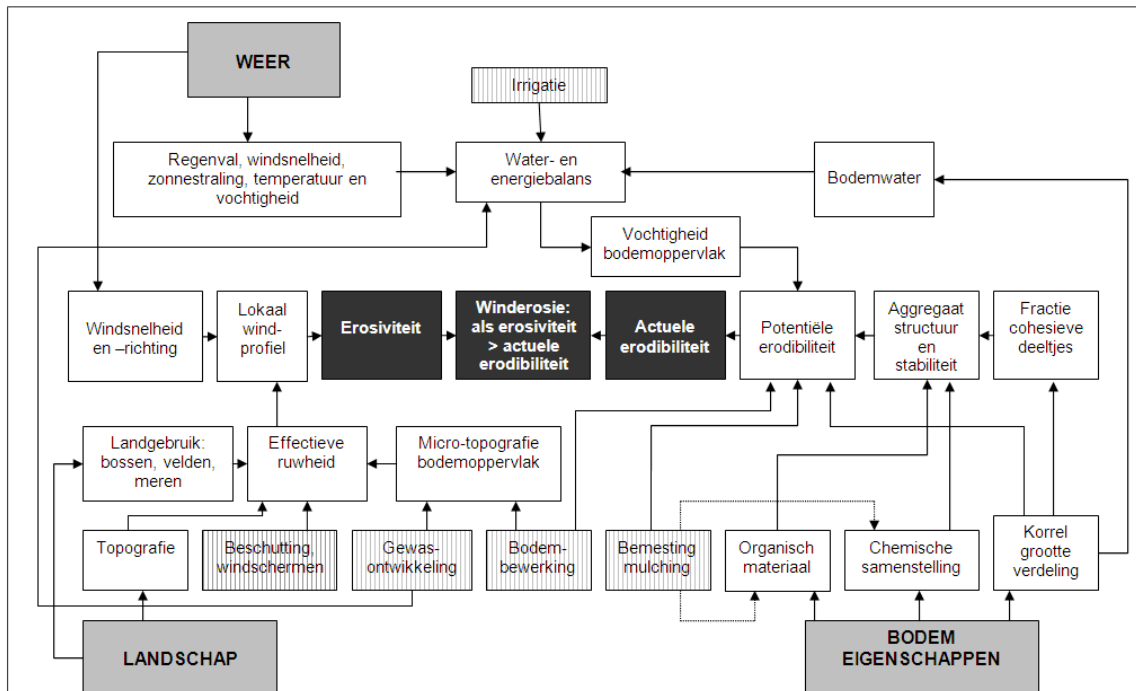 WEER
Irrigatie
Regenval, windsnelheid,
zonnestraling, temperatuur en
vochtigheid
Water- en
energiebalans
Bodemwater
Vochtigheid
bodemoppervlak
Windsnelheid
en –richting
Lokaal
wind-
profiel
Erosiviteit
Winderosie:
als erosiviteit
> actuele
erodibiliteit
Actuele
erodibiliteit
Potentiële
erodibiliteit
Aggregaat
structuur
en
stabiliteit
Fractie
cohesieve
deeltjes
Landgebruik:
bossen, velden,
meren
Effectieve
ruwheid
Micro-topografie
bodemoppervlak
Topografie
Beschutting,
windschermen
Gewas-
ontwikkeling
Bodem-
bewerking
Bemesting
mulching
Organisch
materiaal
Chemische
samenstelling
Korrel
grootte
verdeling
LANDSCHAP
BODEM
EIGENSCHAPPEN